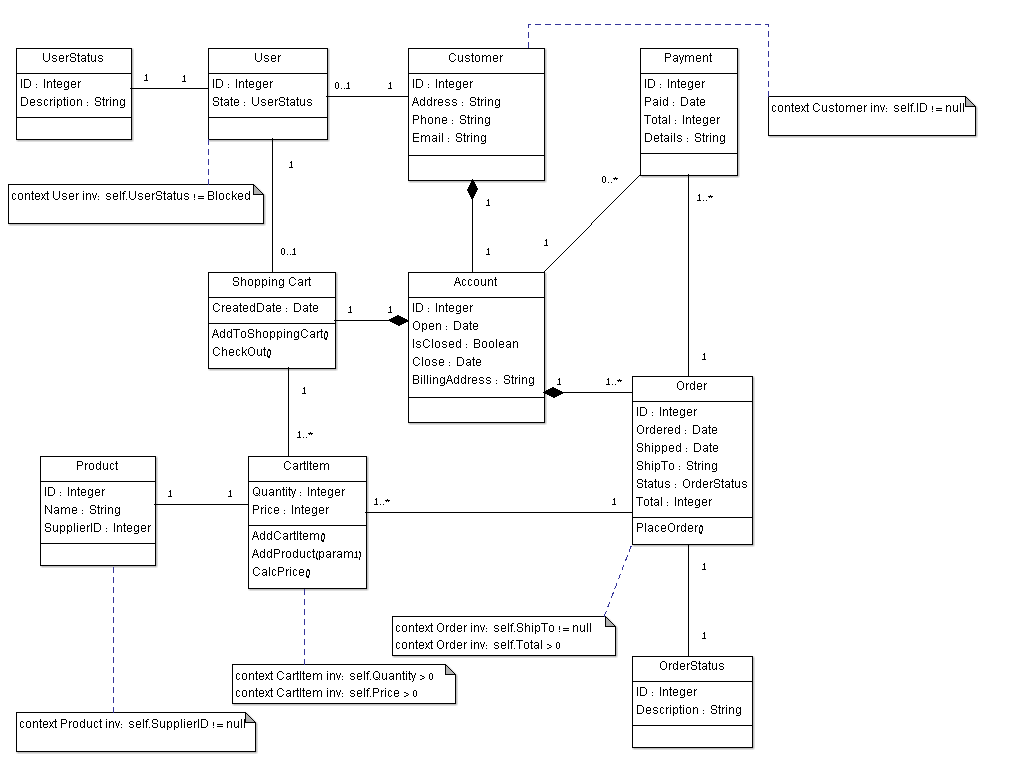 UserStatus
ID : Integer
Description : String
1
1
User
ID : Integer
State : UserStatus
0..1
1
Customer
ID : Integer
Address : String
Phone : String
Email : String
Payment
ID : Integer
Paid : Date
Total : Integer
Details : String
context Customer inv: self.ID != null
context User inv: self.UserStatus != Blocked
1
0..1
1
1
0..*
1
1..*
1
Shopping Cart
CreatedDate : Date
AddToShoppingCart()
CheckOut()
1
1
Account
ID : Integer
Open : Date
IsClosed : Boolean
Close : Date
BillingAddress : String
1
1..*
Order
ID : Integer
Ordered : Date
Shipped : Date
ShipTo : String
Status : OrderStatus
Total : Integer
PlaceOrder()
1
1..*
Product
ID : Integer
Name : String
SupplierID : Integer
1
1
CartItem
Quantity : Integer
Price : Integer
AddCartItem()
AddProduct(param1)
CalcPrice()
1..*
1
1
1
context Order inv: self.ShipTo != null
context Order inv: self.Total > 0
context CartItem inv: self.Quantity > 0
context CartItem inv: self.Price > 0
OrderStatus
ID : Integer
Description : String
context Product inv: self.SupplierID != null